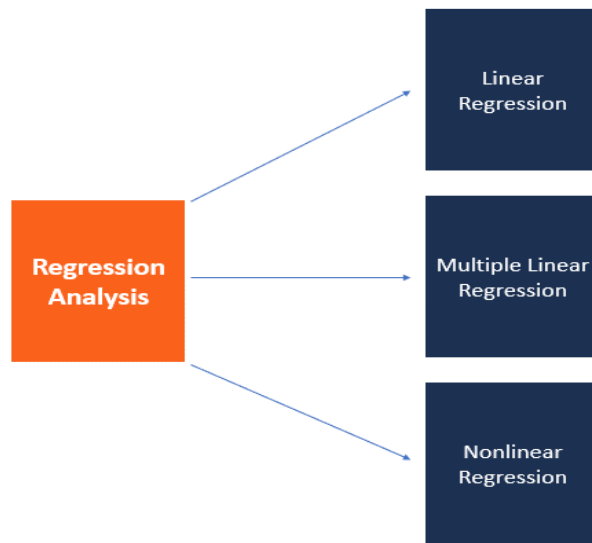 Linear
Regression
Regression
Analysis
Multiple Linear
Regression
Nonlinear
Regression